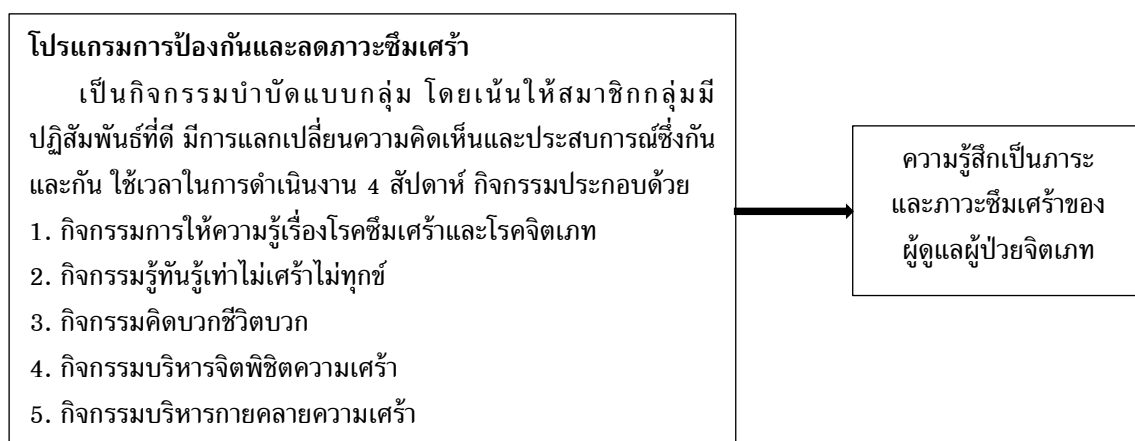 โปรแกรมการป้องกันและลดภาวะซึมเศร้า
เป็นกิจกรรมบำบัดแบบกลุ่ม โดยเน้นให้สมาชิกกลุ่มมี
ปฏิสัมพันธ์ที่ดี มีการแลกเปลี่ยนความคิดเห็นและประสบการณ์ซึ่งกัน
และกัน ใช้เวลาในการดำเนินงาน 4 สัปดาห์ กิจกรรมประกอบด้วย
1. กิจกรรมการให้ความรู้เรื่องโรคซึมเศร้าและโรคจิตเภท
2. กิจกรรมรู้ทันรู้เท่าไม่เศร้าไม่ทุกข์
3. กิจกรรมคิดบวกชีวิตบวก
4. กิจกรรมบริหารจิตพิชิตความเศร้า
5. กิจกรรมบริหารกายคลายความเศร้า
ความรู้สึกเป็นภาระ
และภาวะซึมเศร้าของ
ผู้ดูแลผู้ป่วยจิตเภท